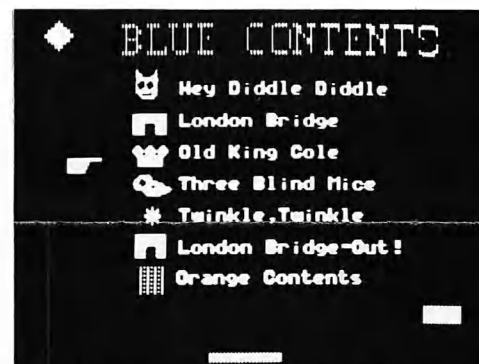 BLUE CONTENTS
Hey Diddle Diddle
London Bridge
Old King Cole
Three Blind Mice
Twinkle,Twinkle
London Bridge-Out!
Orange Contents